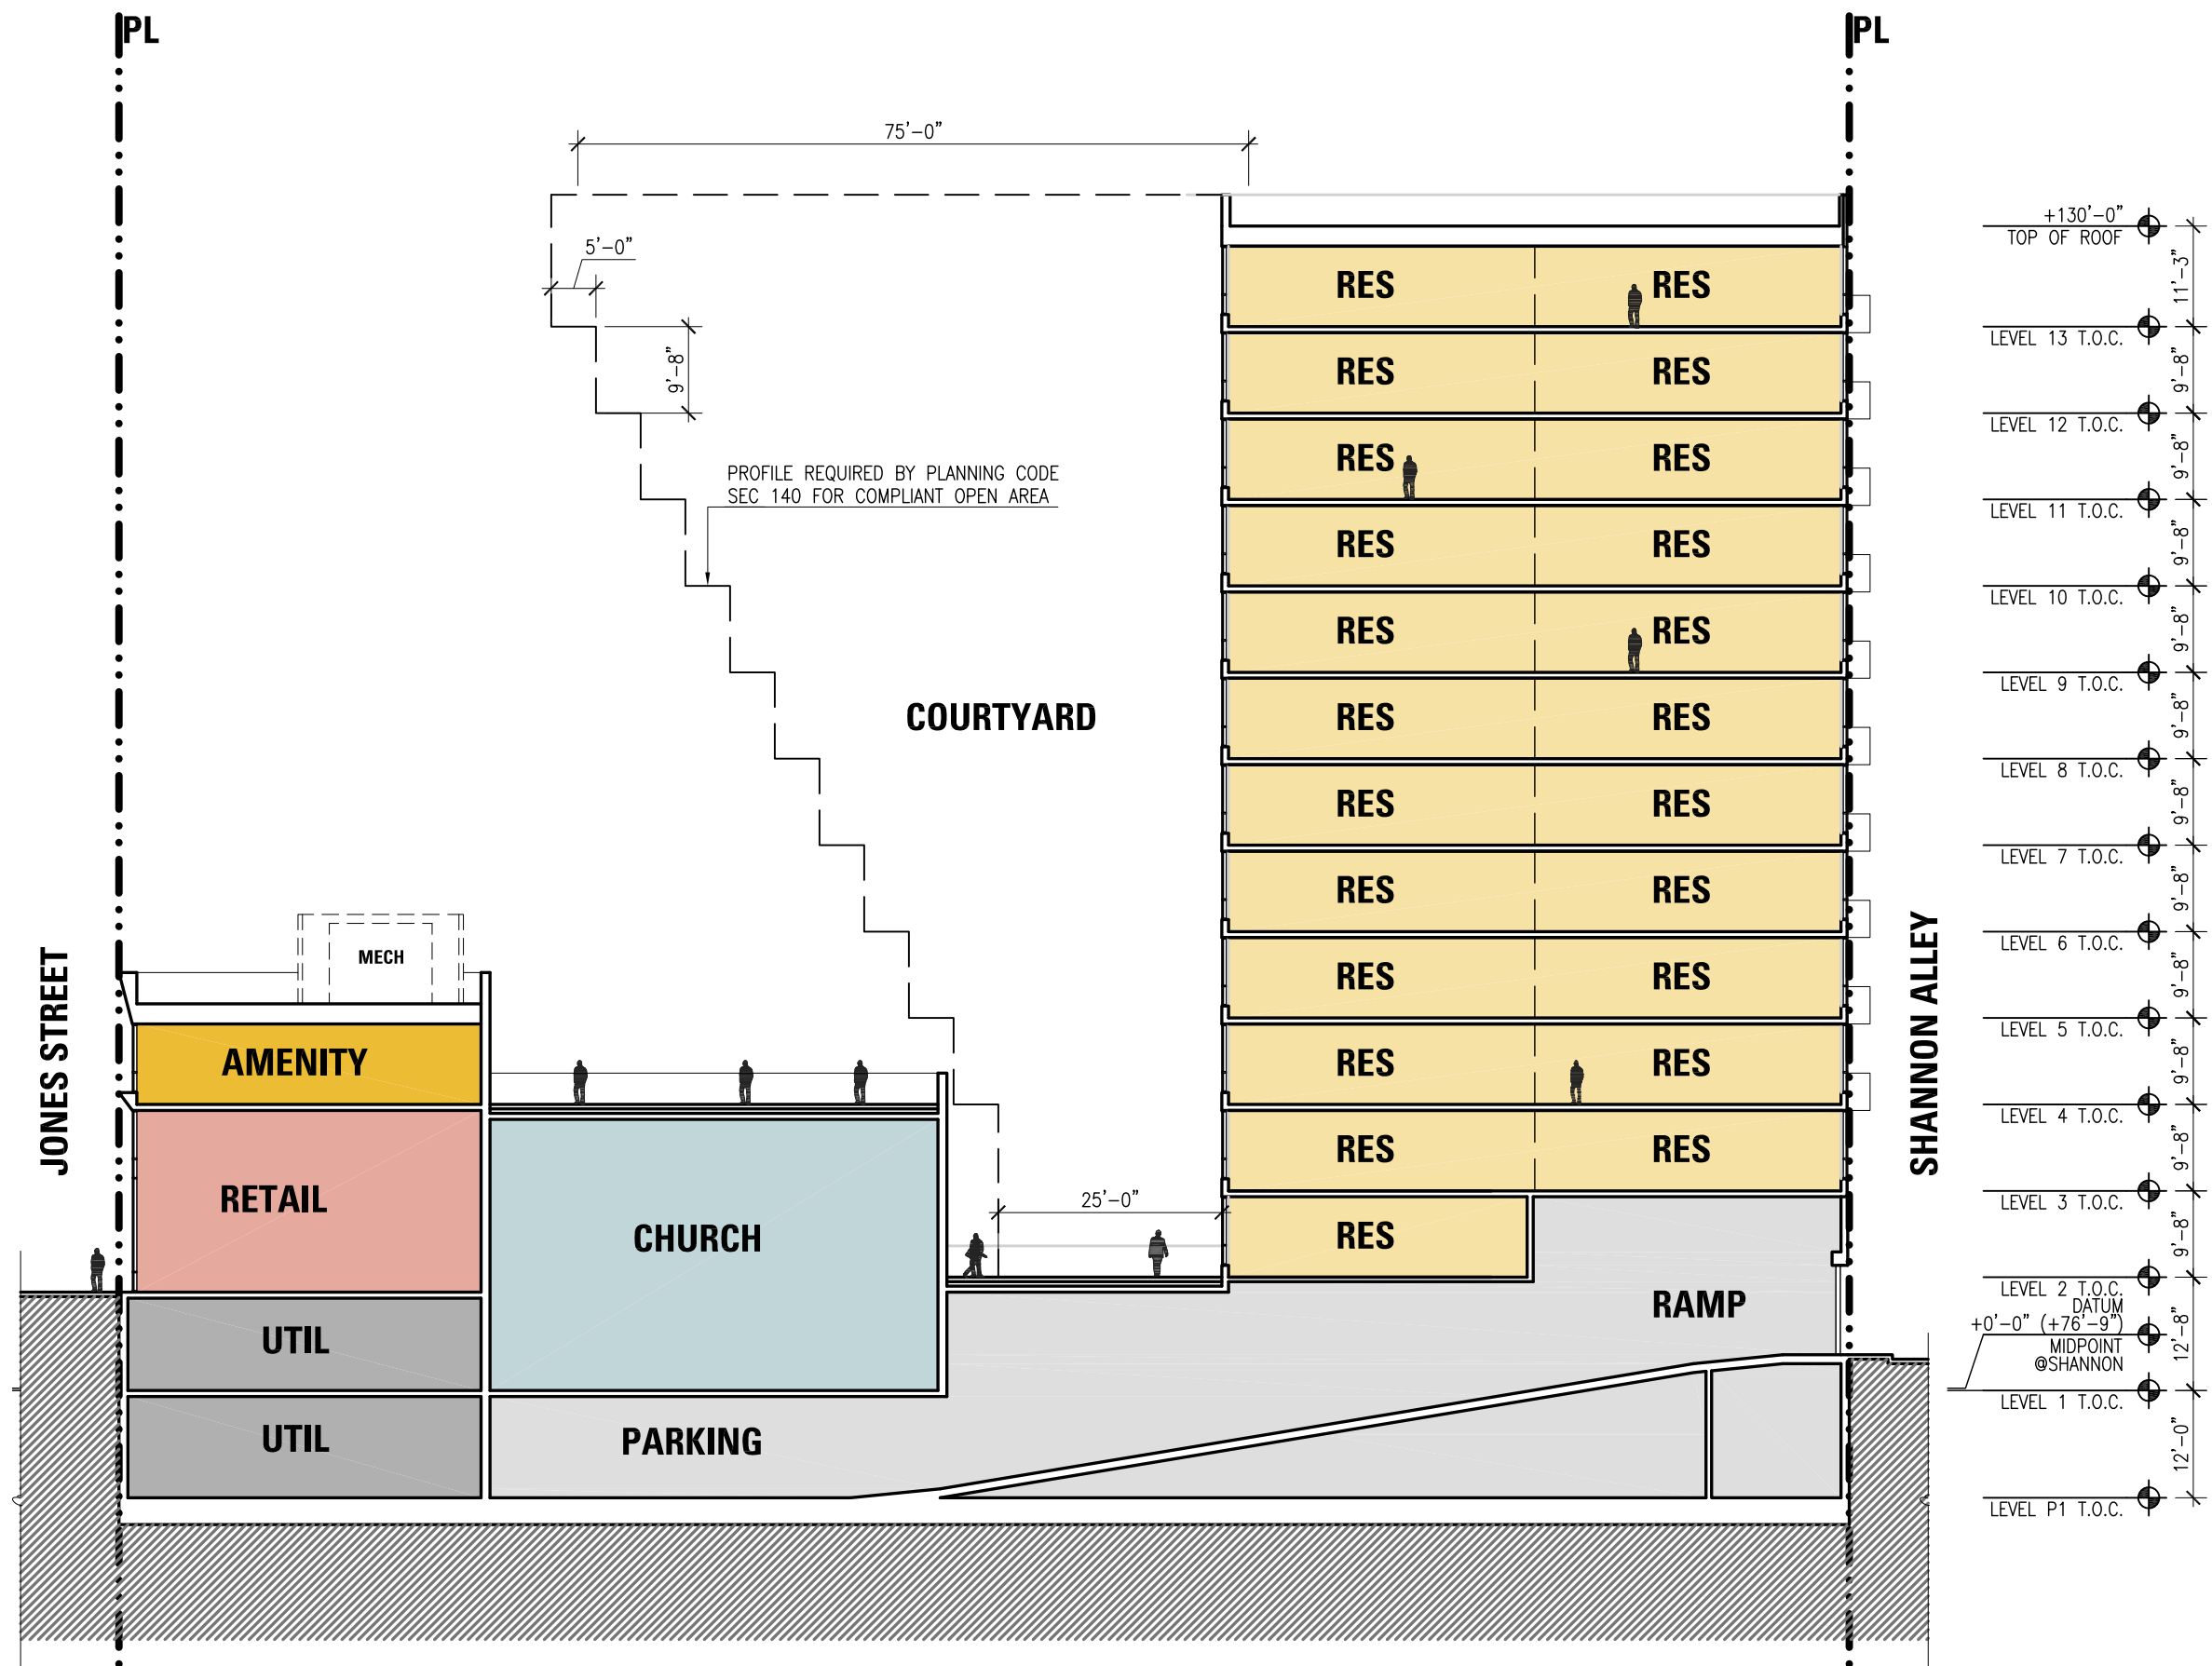 PL
PL
75'-0"
5'-0"
9'-8"
PROFILE REQUIRED BY PLANNING CODE
SEC 140 FOR COMPLIANT OPEN AREA
COURTYARD
JONES STREET
SHANNON ALLEY
MECH
AMENITY
RETAIL
CHURCH
UTIL
UTIL
PARKING
25'-0"
RAMP
RES RES
RES RES
RES RES
RES RES
RES RES
RES RES
RES RES
RES RES
RES RES
RES RES
RES RES
RES
+130'-0"
TOP OF ROOF
11'-3"
LEVEL 13 T.O.C.
9'-8"
LEVEL 12 T.O.C.
9'-8"
LEVEL 11 T.O.C.
9'-8"
LEVEL 10 T.O.C.
9'-8"
LEVEL 9 T.O.C.
9'-8"
LEVEL 8 T.O.C.
9'-8"
LEVEL 7 T.O.C.
9'-8"
LEVEL 6 T.O.C.
9'-8"
LEVEL 5 T.O.C.
9'-8"
LEVEL 4 T.O.C.
9'-8"
LEVEL 3 T.O.C.
9'-8"
LEVEL 2 T.O.C.
DATUM
+0'-0" (+76'-9")
MIDPOINT
@SHANNON
12'-8"
LEVEL 1 T.O.C.
12'-0"
LEVEL P1 T.O.C.